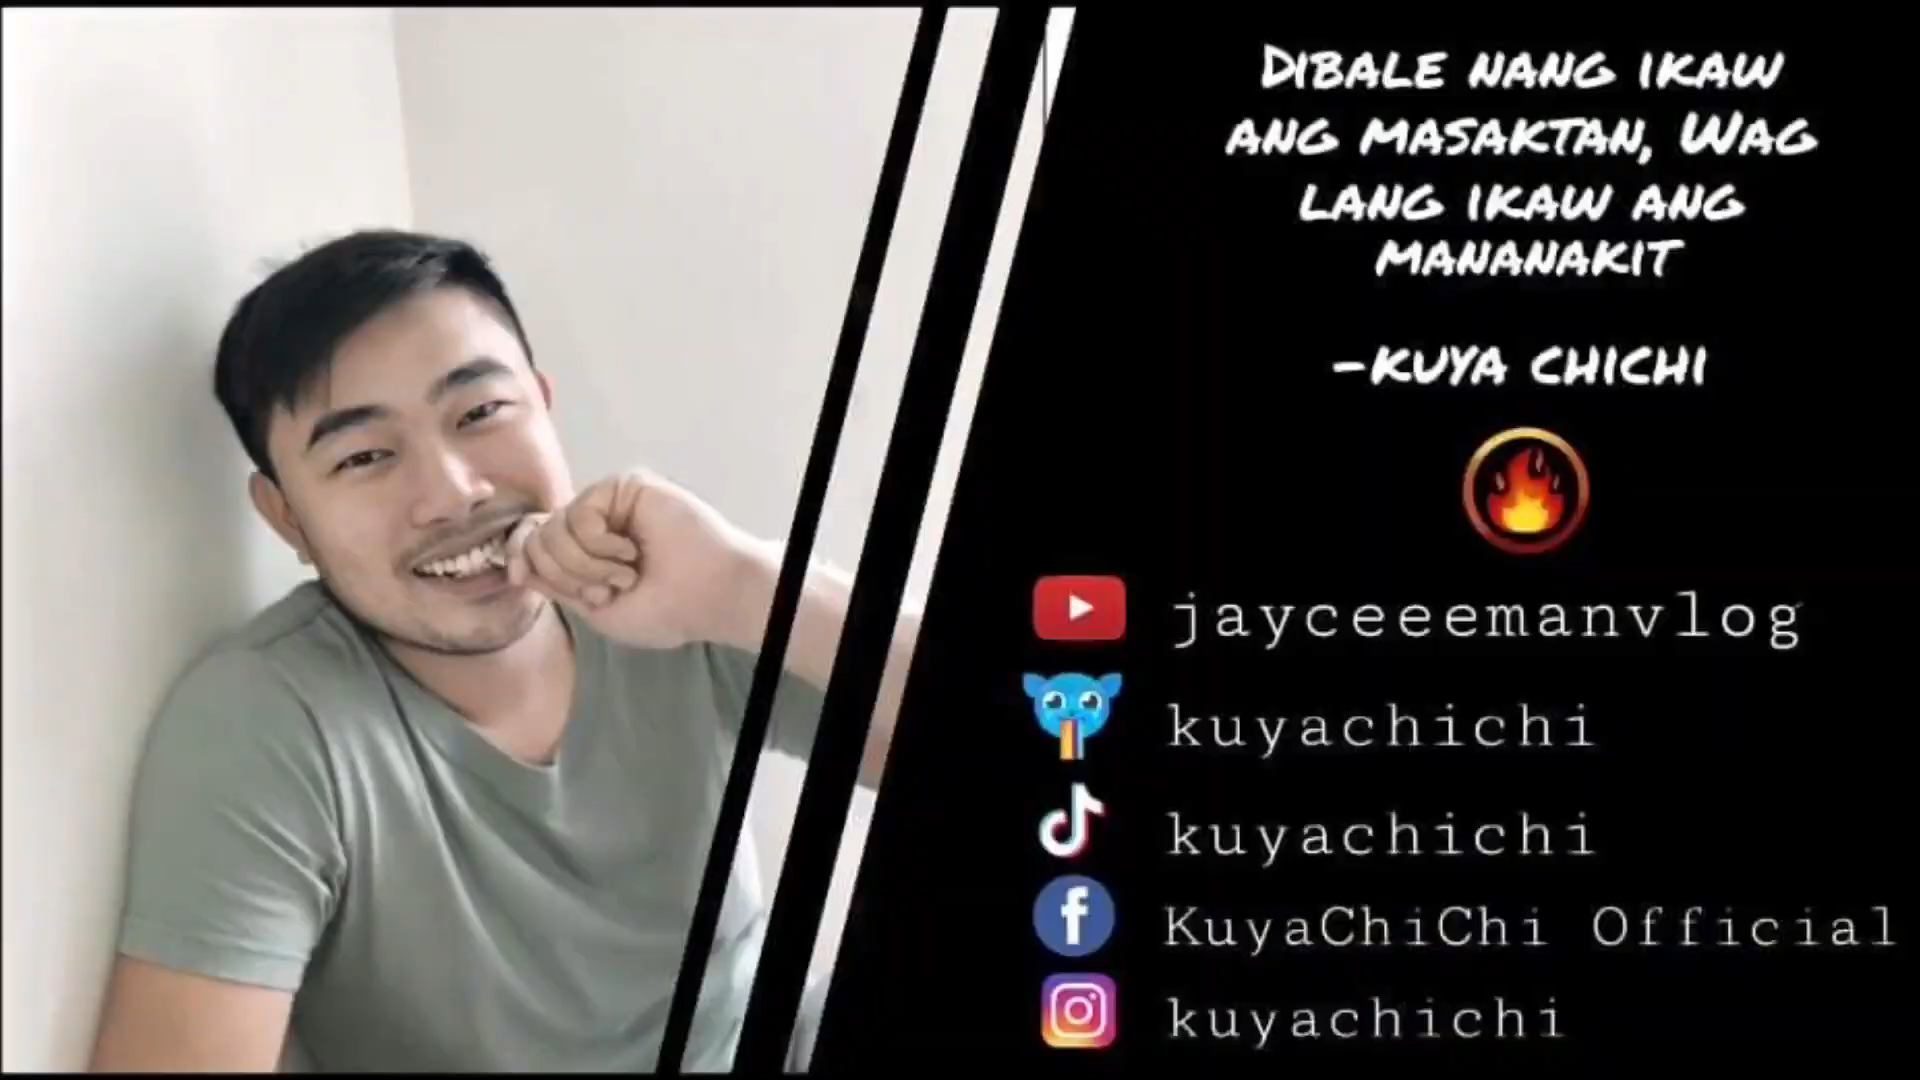 DIBALE NANG IKAW
ANG MASAKTAN, WAG
LANG IKAW ANG
MANANAKIT
-KUYA CHICHI
jayceeemanvlog
kuyachichi
kuyachichi
KuyaChiChi Official
kuyachichi